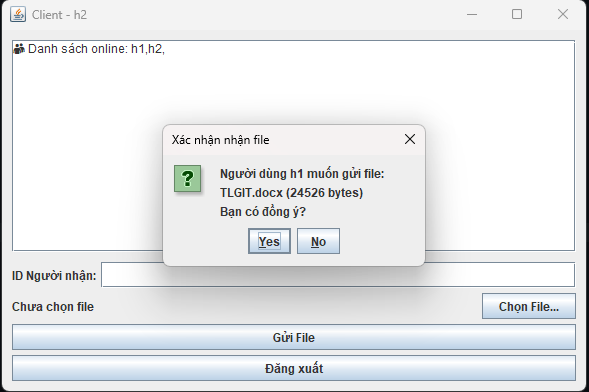 Client - h2
Danh sách online: h1,h2,
Xác nhận nhận file
Người dùng h1 muốn gửi file:
TLGIT.docx (24526 bytes)
Bạn có đồng ý?
Yes No
ID Người nhận:
Chưa chọn file Chọn File...
Gửi File
Đăng xuất